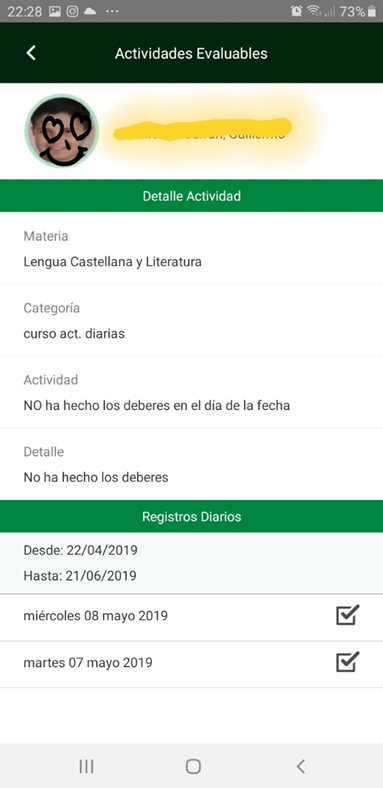 22:28 73%
Actividades Evaluables
Guillermo
Detalle Actividad
Materia
Lengua Castellana y Literatura
Categoría
curso act. diarias
Actividad
NO ha hecho los deberes en el día de la fecha
Detalle
No ha hecho los deberes
Registros Diarios
Desde: 22/04/2019
Hasta: 21/06/2019
miércoles 08 mayo 2019
martes 07 mayo 2019